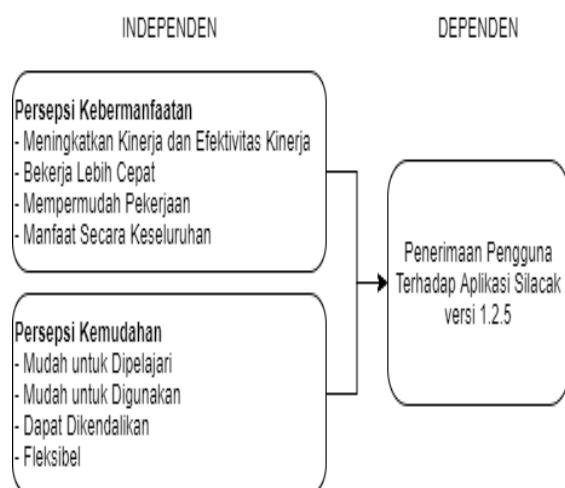 INDEPENDEN
DEPENDEN
Persepsi Kebermanfaatan
- Meningkatkan Kinerja dan Efektivitas Kinerja
- Bekerja Lebih Cepat
- Mempermudah Pekerjaan
- Manfaat Secara Keseluruhan
Persepsi Kemudahan
- Mudah untuk Dipelajari
- Mudah untuk Digunakan
- Dapat Dikendalikan
- Fleksibel
Penerimaan Pengguna
Terhadap Aplikasi Silacak
versi 1.2.5